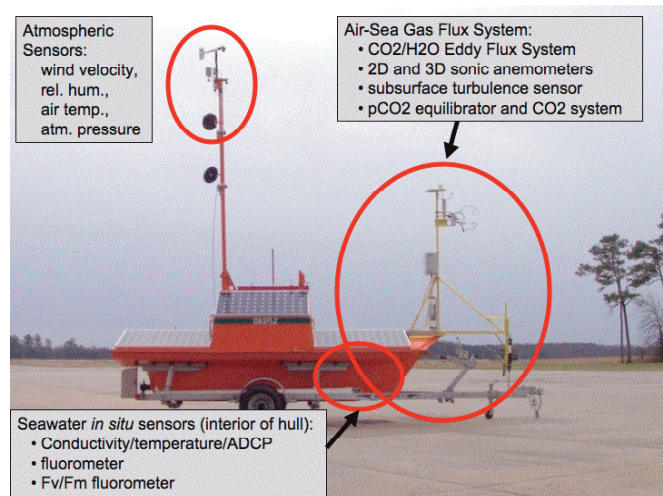 Atmospheric
Sensors:
wind velocity,
rel. hum.,
air temp.,
atm. pressure
Air-Sea Gas Flux System:
• CO2/H2O Eddy Flux System
• 2D and 3D sonic anemometers
• subsurface turbulence sensor
• pCO2 equilibrator and CO2 system
OASIS2
Seawater in situ sensors (interior of hull):
• Conductivity/temperature/ADCP
• fluorometer
• Fv/Fm fluorometer